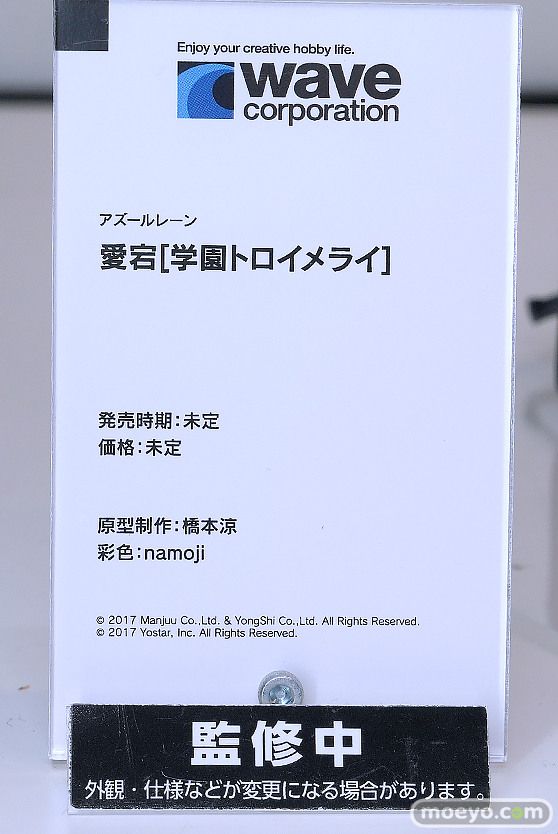 Enjoy your creative hobby life.
wave
corporation
アズールレーン
愛宕[学園トロイメライ]
発売時期：未定
価格：未定
原型制作：橋本涼
彩色：namoji
© 2017 Manjuu Co.,Ltd. & YongShi Co.,Ltd. All Rights Reserved.
© 2017 Yostar, Inc. All Rights Reserved.
監修中
外観・仕様などが変更になる場合があります。
moeyo.com